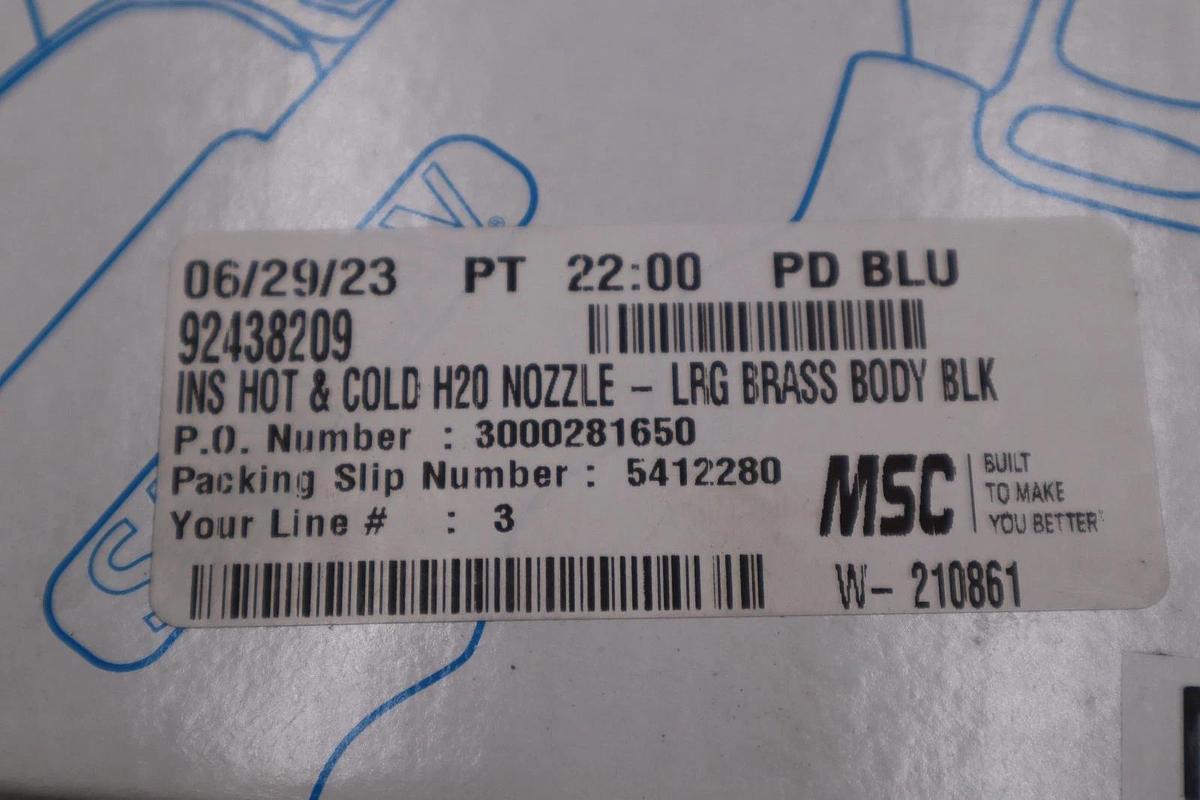 06/29/23 PT 22:00 PD BLU
92438209
INS HOT & COLD H20 NOZZLE - LRG BRASS BODY BLK
P.O. Number : 3000281650
Packing Slip Number : 5412280
Your Line # : 3
MSC
BUILT
TO MAKE
YOU BETTER™
W- 210861